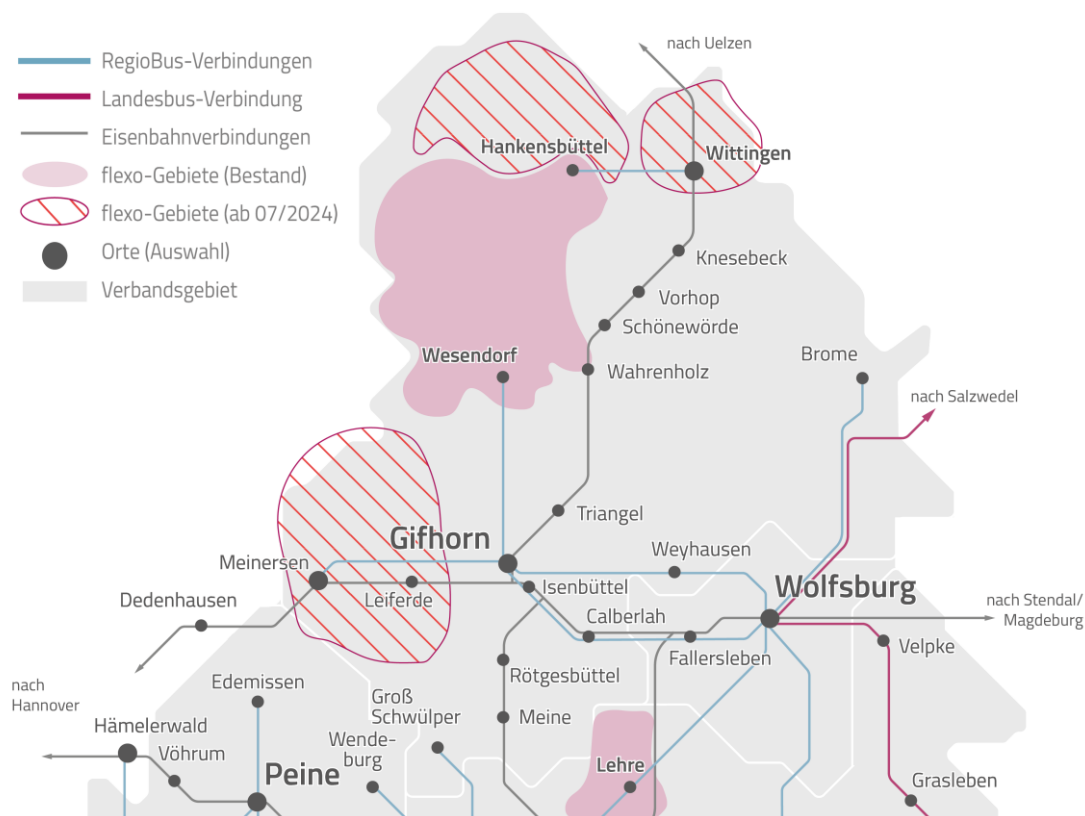 RegioBus-Verbindungen
Landesbus-Verbindung
Eisenbahnverbindungen
flexo-Gebiete (Bestand)
flexo-Gebiete (ab 07/2024)
Orte (Auswahl)
Verbandsgebiet
nach Uelzen
Hankensbüttel
Wittingen
Knesebeck
Vorhop
Schönewörde
Wesendorf
Wahrenholz
Brome
nach Salzwedel
Triangel
Gifhorn
Weyhausen
Meinersen
Isenbüttel
Wolfsburg
Dedenhausen
Leiferde
Calberlah
nach Stendal/
Magdeburg
Fallersleben
Velpke
Rötgesbüttel
nach
Hannover
Edemissen
Groß
Schwülper
Meine
Hämelerwald
Vöhrum
Wende-
burg
Peine
Lehre
Grasleben